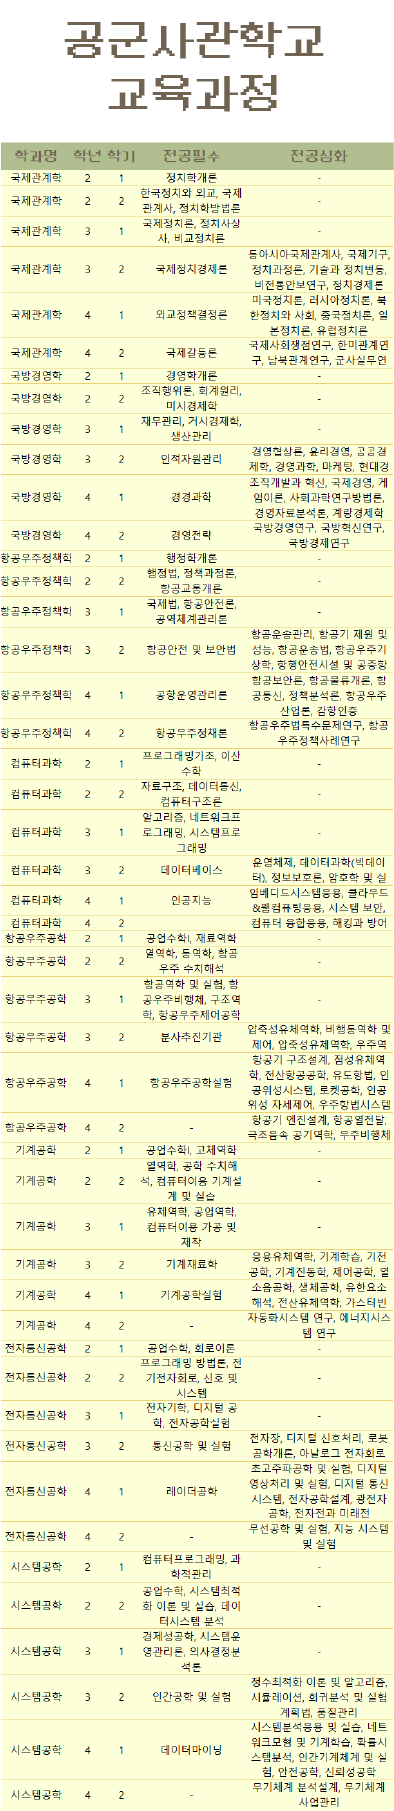 공군사관학교
교육과정
학과명 학년 학기 전공필수 전공심화
국제관계학 2 1 정치학개론 -
국제관계학 2 2 한국정치와 외교, 국제
관계사, 정치학방법론 -
국제관계학 3 1 국제정치론, 정치사상
사, 비교정치론 -
국제관계학 3 2 국제정치경제론 동아시아국제관계사, 국제기구,
정치과정론, 기술과 정치변동,
비전통안보연구, 정치경제론
국제관계학 4 1 외교정책결정론 미국정치론, 러시아정치론, 북
한정치와 사회, 중국정치론, 일
본정치론, 유럽정치론
국제관계학 4 2 국제갈등론 국제사회쟁점연구, 한미관계연
구, 남북관계연구, 군사실무연
국방경영학 2 1 경영학개론 -
국방경영학 2 2 조직행위론, 회계원리,
미시경제학 -
국방경영학 3 1 재무관리, 거시경제학,
생산관리 -
국방경영학 3 2 인적자원관리 경영협상론, 윤리경영, 공공경
제학, 경영과학, 마케팅, 현대경
국방경영학 4 1 경경과학 조직개발과 혁신, 국제경영, 게
임이론, 사회과학연구방법론,
경영자료분석론, 계량경제학
국방경영학 4 2 경영전략 국방경영연구, 국방혁신연구,
국방경제연구
항공우주정책학 2 1 행정학개론 -
항공우주정책학 2 2 행정법, 정책과정론,
항공교통개론 -
항공우주정책학 3 1 국제법, 항공안전론,
공역체계관리론 -
항공우주정책학 3 2 항공안전 및 보안법 항공운송관리, 항공기 제원 및
성능, 항공운송법, 항공우주기
상학, 항행안전시설 및 공중항
항공우주정책학 4 1 공항운영관리론 항공보안론, 항공물류개론, 항
공통신, 정책분석론, 항공우주
산업론, 감항인증
항공우주정책학 4 2 항공우주정채론 항공우주법특수문제연구, 항공
우주정책사례연구
컴퓨터과학 2 1 프로그래밍기초, 이산
수학 -
컴퓨터과학 2 2 자료구조, 데이터통신,
컴퓨터구조론 -
컴퓨터과학 3 1 알고리즘, 네트워크프
로그래밍, 시스템프로
그래밍 -
컴퓨터과학 3 2 데이터베이스 운영체제, 데이터과학(빅데이
터), 정보보호론, 암호학 및 실
컴퓨터과학 4 1 인공지능 임베디드시스템응용, 클라우드
&웹컴퓨팅응용, 시스템 보안,
컴퓨터과학 4 2 컴퓨터 융합응용, 해킹과 방어
항공우주공학 2 1 공업수학I, 재료역학 -
항공우주공학 2 2 열역학, 동역학, 항공
우주 수치해석 -
항공우주공학 3 1 항공역학 및 실험, 항
공우주비행체, 구조역
학, 항공우주제어공학 -
항공우주공학 3 2 분사추진기관 압축성유체역학, 비행동역학 및
제어, 압축성유체역학, 우주역
항공우주공학 4 1 항공우주공학실험 항공기 구조설계, 점성유체역
학, 전산항공공학, 유도항법, 인
공위성시스템, 로켓공학, 인공
위성 자세제어, 우주항법시스템
항공우주공학 4 2 - 항공기 엔진설계, 항공열전달,
극초음속 공기역학, 우주비행체
기계공학 2 1 공업수학I, 고체역학 -
기계공학 2 2 열역학, 공학 수치해
석, 컴퓨터이용 기계설
계 및 실습 -
기계공학 3 1 유체역학, 공업역학,
컴퓨터이용 가공 및
제작 -
기계공학 3 2 기계재료학 응용유체역학, 기계학습, 기전
공학, 기계진동학, 제어공학, 열
기계공학 4 1 기계공학실험 소음공학, 생체공학, 유한요소
해석, 전산유체역학, 가스터빈
기계공학 4 2 - 자동화시스템 연구, 에너지시스
템 연구
전자통신공학 2 1 공업수학, 회로이론 -
전자통신공학 2 2 프로그래밍 방법론, 전
기전자회로, 신호 및
시스템 -
전자통신공학 3 1 전자기학, 디지털 공
학, 전자공학실험 -
전자통신공학 3 2 통신공학 및 실험 전자장, 디지털 신호처리, 로봇
공학개론, 아날로그 전자회로
전자통신공학 4 1 레이더공학 초고주파공학 및 실험, 디지털
영상처리 및 실험, 디지털 통신
시스템, 전자공학설계, 광전자
공학, 전자전과 미래전
전자통신공학 4 2 - 무선공학 및 실험, 지능 시스템
및 실험
시스템공학 2 1 컴퓨터프로그래밍, 과
학적관리 -
시스템공학 2 2 공업수학, 시스템최적
화 이론 및 실습, 데이
터시스템 분석 -
시스템공학 3 1 경제성공학, 시스템운
영관리론, 의사결정분
석론 -
시스템공학 3 2 인간공학 및 실험 정수최적화 이론 및 알고리즘,
시뮬레이션, 회귀분석 및 실험
계획법, 품질관리
시스템공학 4 1 데이터마이닝 시스템분석응용 및 실습, 네트
워크모형 및 기계학습, 확률시
스템분석, 인간기계체계 및 실
험, 안전공학, 신뢰성공학
시스템공학 4 2 - 무기체계 분석설계, 무기체계
사업관리